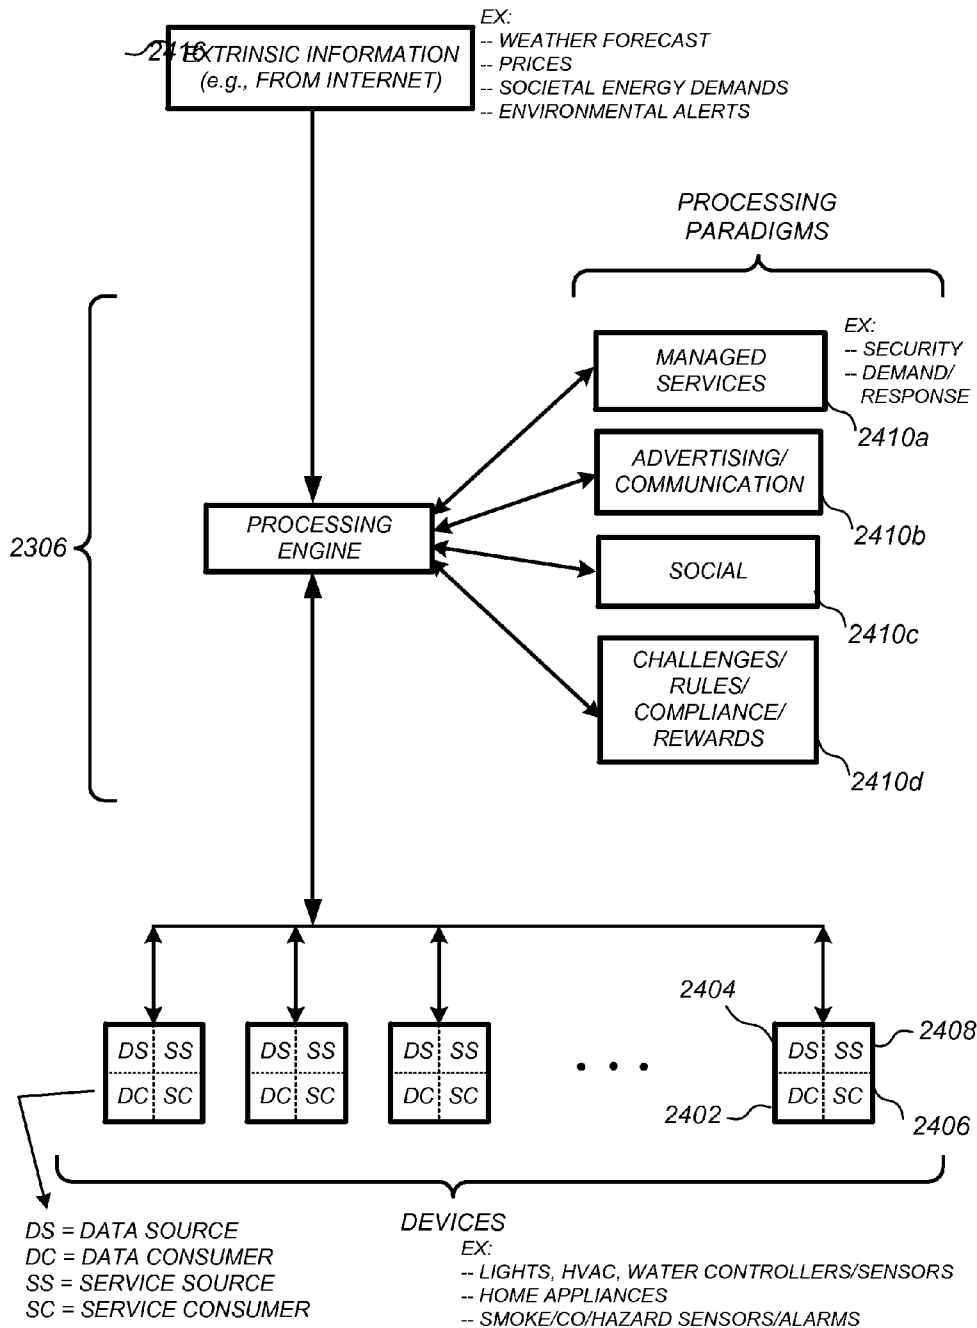 2416
EXTRINSIC INFORMATION
(e.g., FROM INTERNET)
EX:
-- WEATHER FORECAST
-- PRICES
-- SOCIETAL ENERGY DEMANDS
-- ENVIRONMENTAL ALERTS
PROCESSING
PARADIGMS
MANAGED
SERVICES
EX:
-- SECURITY
-- DEMAND/
RESPONSE
2410a
ADVERTISING/
COMMUNICATION
2410b
PROCESSING
ENGINE
2306
SOCIAL
2410c
CHALLENGES/
RULES/
COMPLIANCE/
REWARDS
2410d
DS SS
DC SC
DS SS
DC SC
DS SS
DC SC
. . .
2404
DS SS
2408
DC SC
2402
2406
DS = DATA SOURCE
DC = DATA CONSUMER
SS = SERVICE SOURCE
SC = SERVICE CONSUMER
DEVICES
EX:
-- LIGHTS, HVAC, WATER CONTROLLERS/SENSORS
-- HOME APPLIANCES
-- SMOKE/CO/HAZARD SENSORS/ALARMS